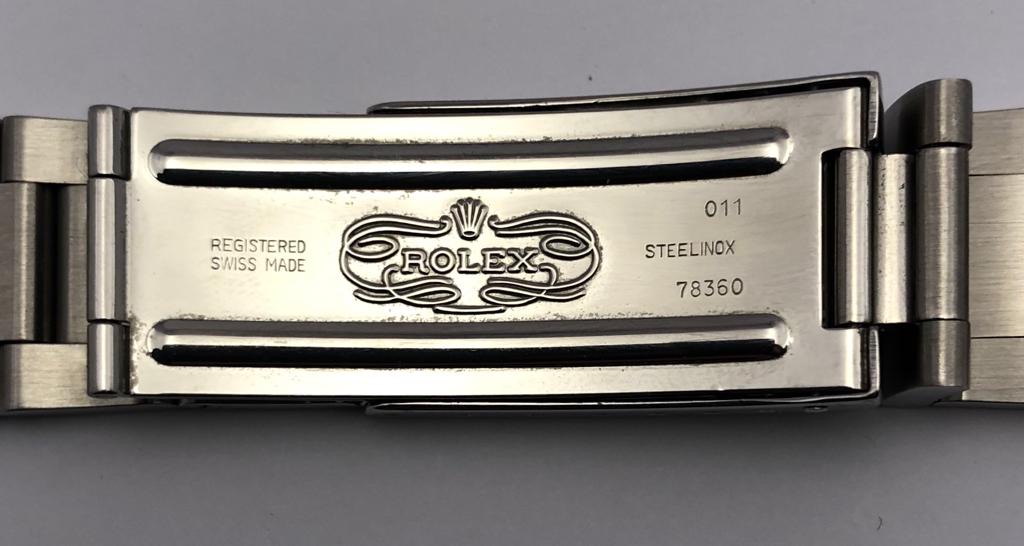 REGISTERED
SWISS MADE
ROLEX
011
STEELINOX
78360